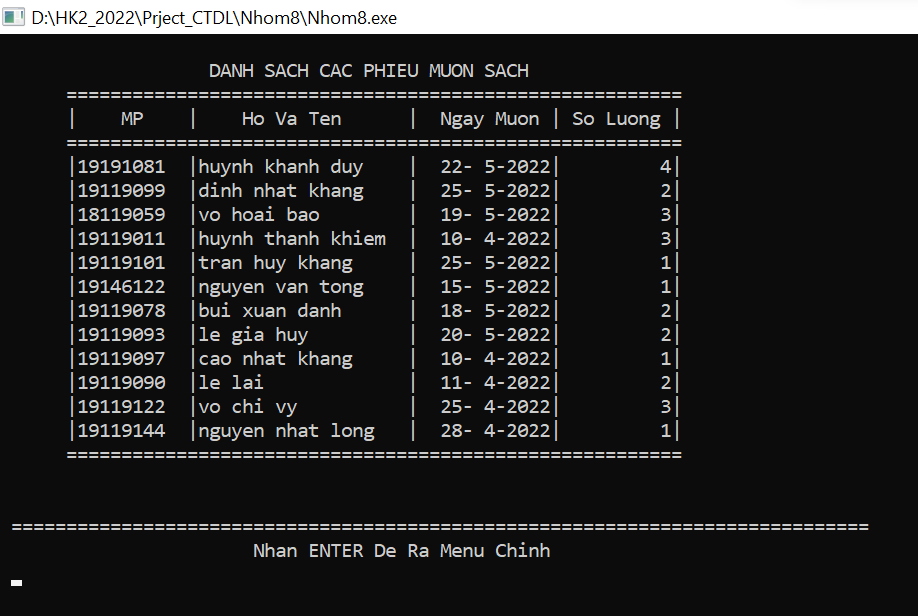 D:\HK2_2022\Prject_CTDL\Nhom8\Nhom8.exe
DANH SACH CAC PHIEU MUON SACH
========================================================
| MP | Ho Va Ten | Ngay Muon | So Luong |
========================================================
|19191081 |huynh khanh duy | 22- 5-2022| 4|
|19119099 |dinh nhat khang | 25- 5-2022| 2|
|18119059 |vo hoai bao | 19- 5-2022| 3|
|19119011 |huynh thanh khiem | 10- 4-2022| 3|
|19119101 |tran huy khang | 25- 5-2022| 1|
|19146122 |nguyen van tong | 15- 5-2022| 1|
|19119078 |bui xuan danh | 18- 5-2022| 2|
|19119093 |le gia huy | 20- 5-2022| 2|
|19119097 |cao nhat khang | 10- 4-2022| 1|
|19119090 |le lai | 11- 4-2022| 2|
|19119122 |vo chi vy | 25- 4-2022| 3|
|19119144 |nguyen nhat long | 28- 4-2022| 1|
========================================================
==============================================================================
Nhan ENTER De Ra Menu Chinh